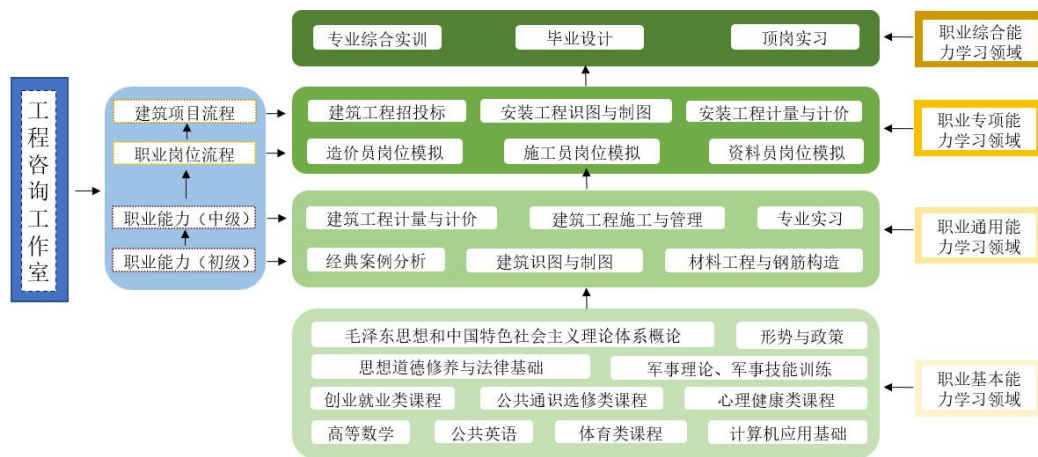 工程咨询工作室
建筑项目流程
职业岗位流程
职业能力（中级）
职业能力（初级）
专业综合实训
毕业设计
顶岗实习
建筑工程招投标
安装工程识图与制图
安装工程计量与计价
造价员岗位模拟
施工员岗位模拟
资料员岗位模拟
建筑工程计量与计价
建筑工程施工与管理
专业实习
经典案例分析
建筑识图与制图
材料工程与钢筋构造
毛泽东思想和中国特色社会主义理论体系概论
形势与政策
思想道德修养与法律基础
军事理论、军事技能训练
创业就业类课程
公共通识选修类课程
心理健康类课程
高等数学
公共英语
体育类课程
计算机应用基础
职业综合能
力学习领域
职业专项能
力学习领域
职业通用能
力学习领域
职业基本能
力学习领域